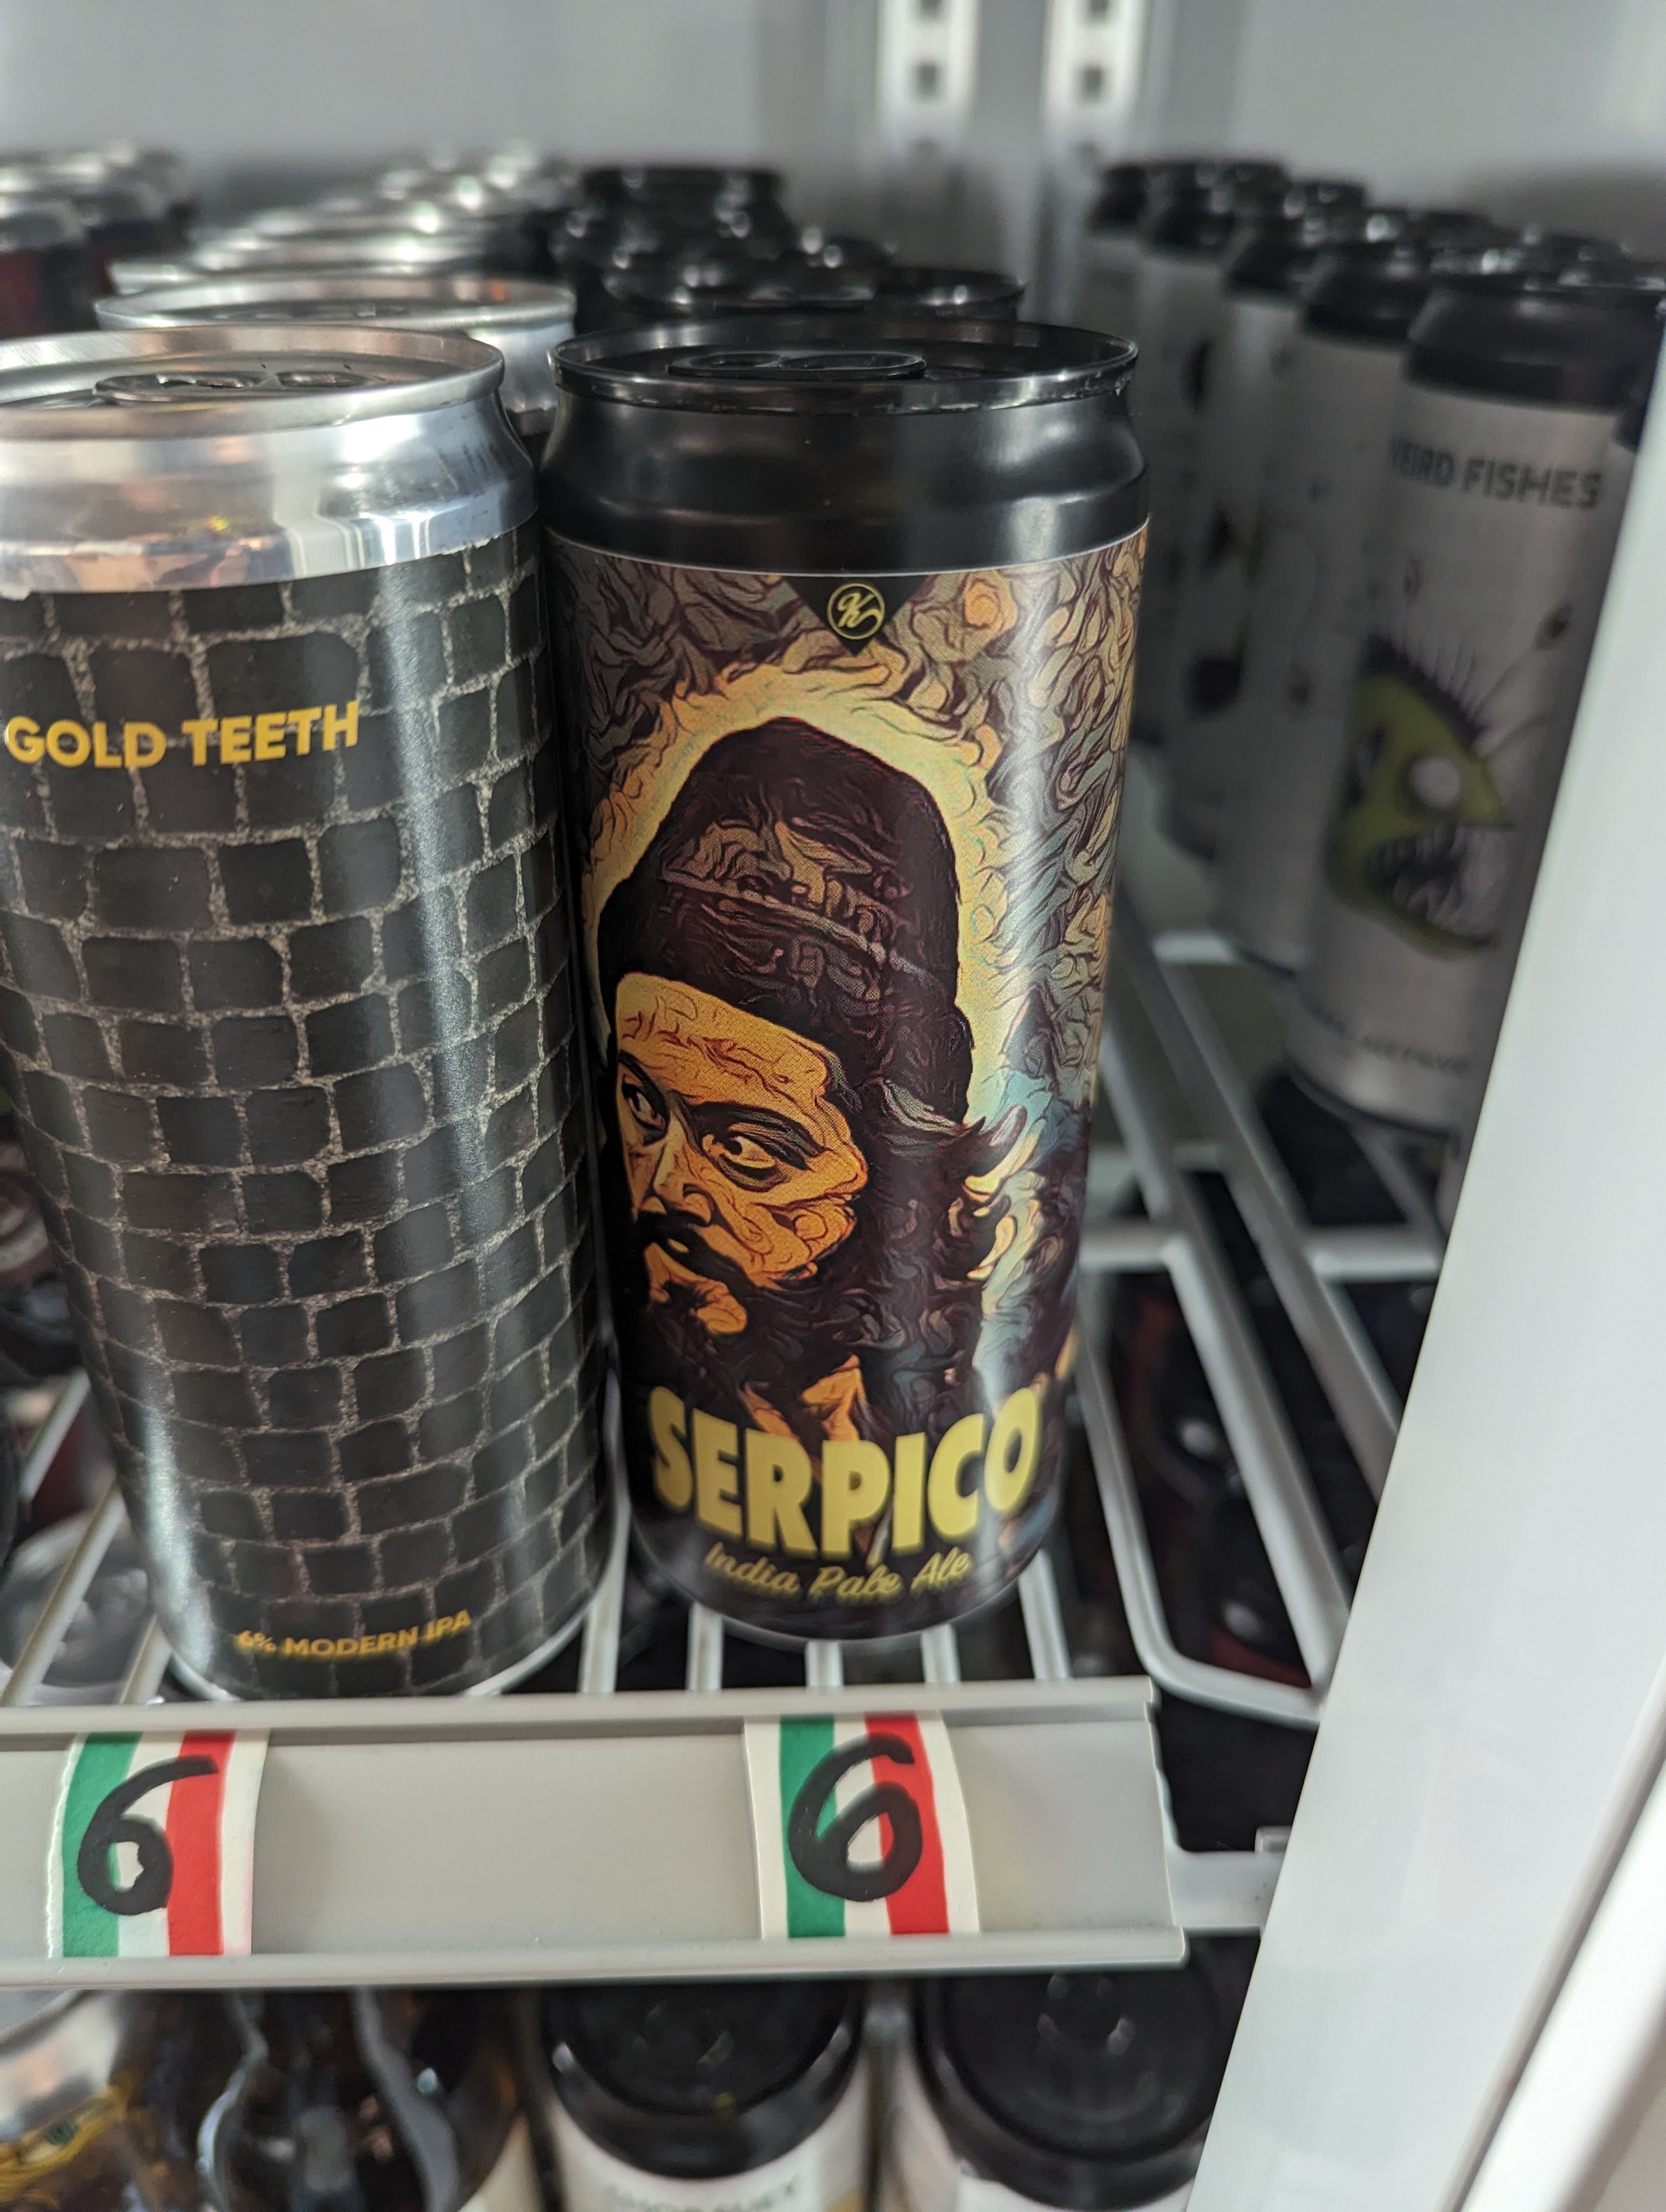 GOLD TEETH
6% MODERN IPA
SERPICO
India Pale Ale
WEIRD FISHES
6
6